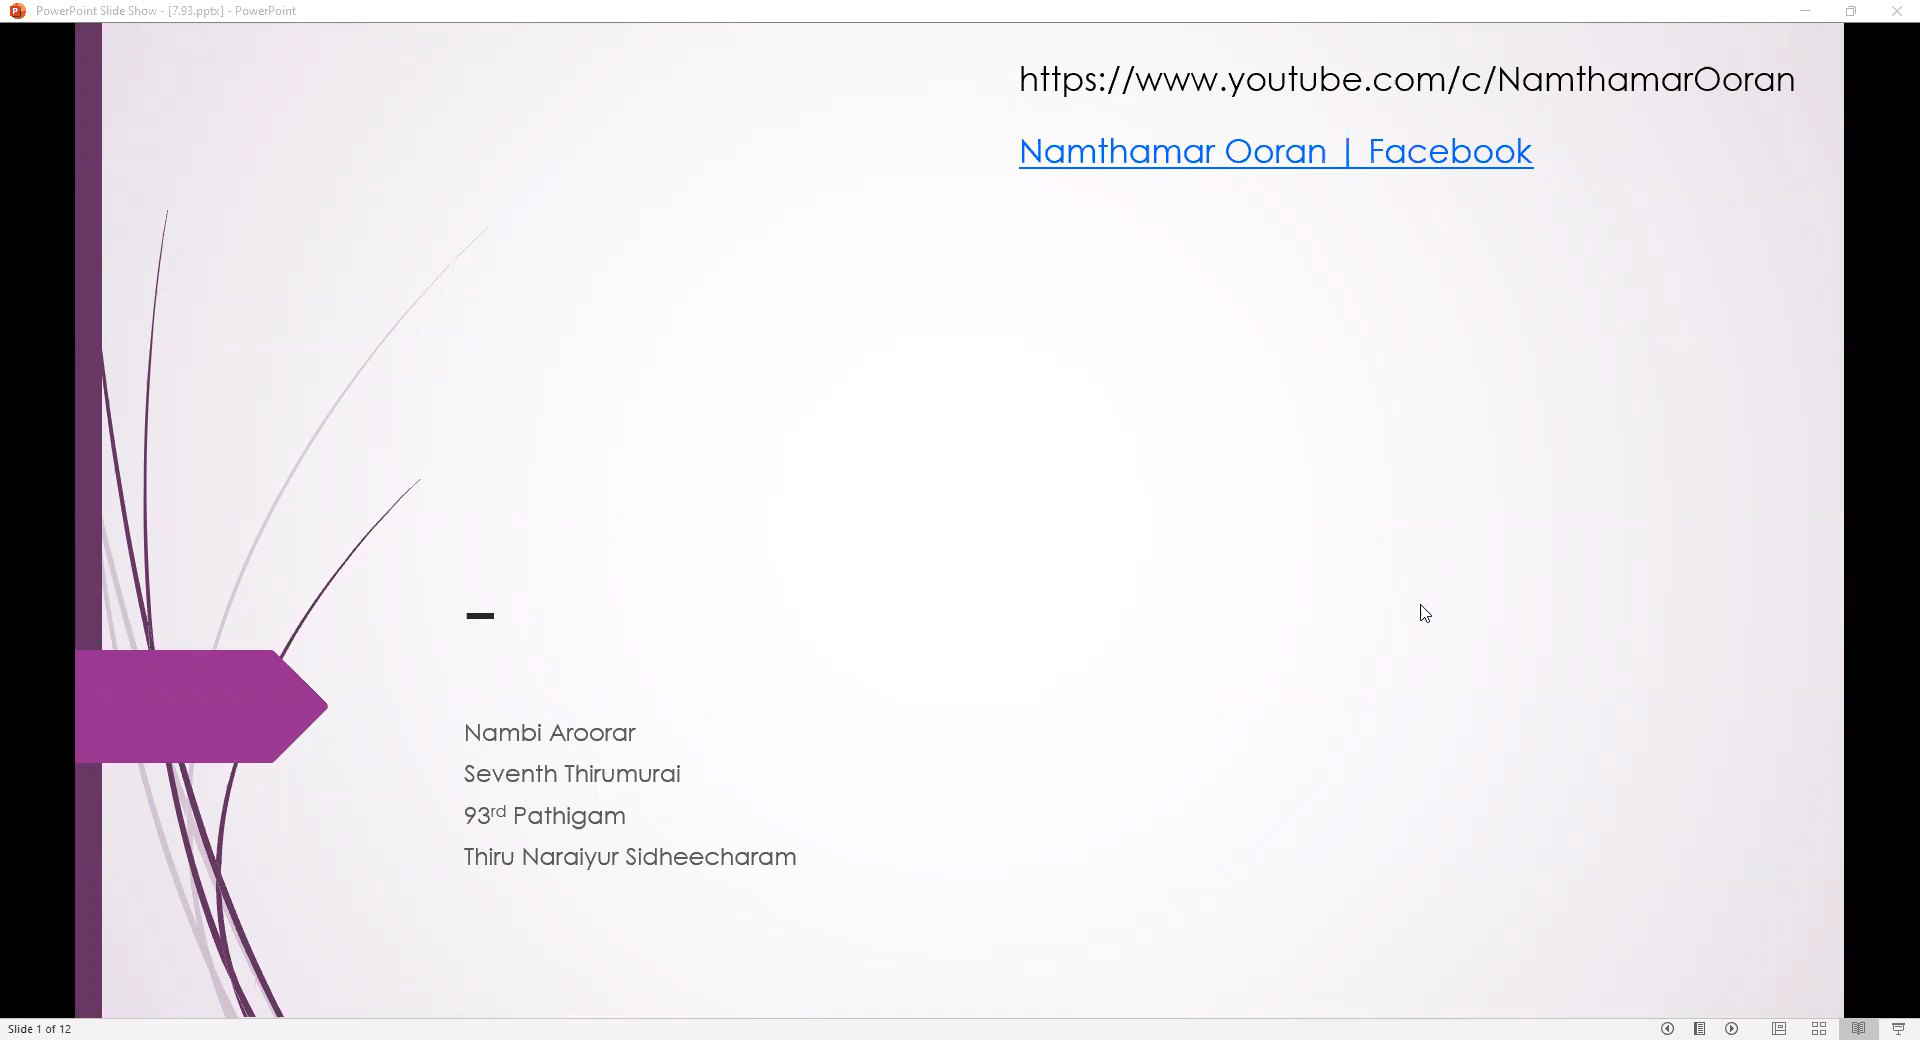 PowerPoint Slide Show - [7.93.pptx] - PowerPoint
https://www.youtube.com/c/NamthamarOoran
Namthamar Ooran | Facebook
–
Nambi Aroorar
Seventh Thirumurai
93rd Pathigam
Thiru Naraiyur Sidheecharam
Slide 1 of 12